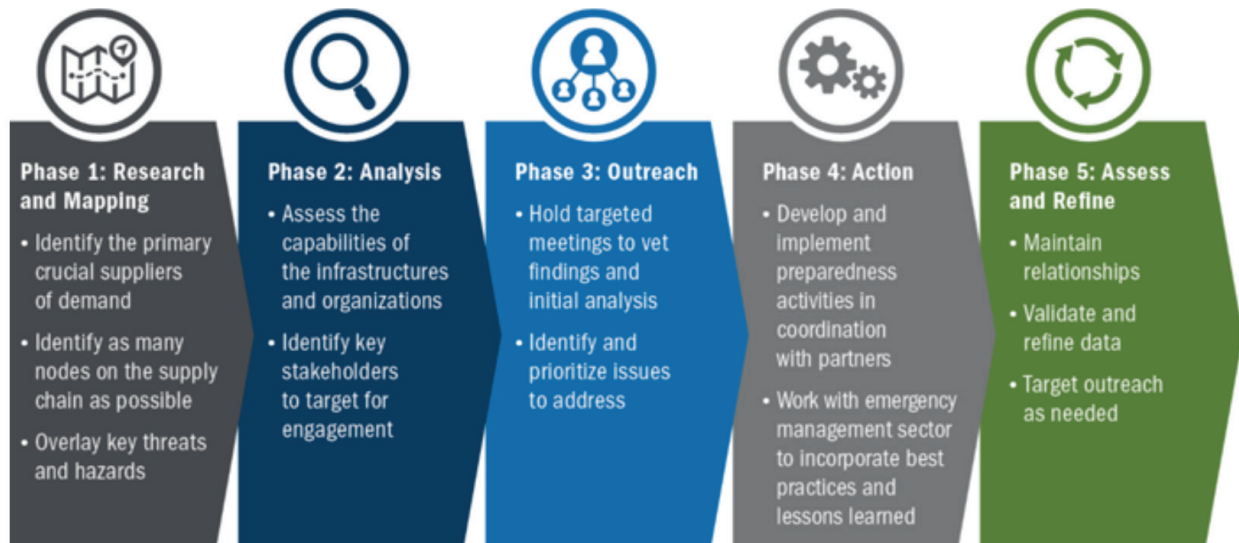 Phase 1: Research
and Mapping
• Identify the primary
crucial suppliers
of demand
• Identify as many
nodes on the supply
chain as possible
• Overlay key threats
and hazards
Phase 2: Analysis
• Assess the
capabilities of
the infrastructures
and organizations
• Identify key
stakeholders
to target for
engagement
Phase 3: Outreach
• Hold targeted
meetings to vet
findings and
initial analysis
• Identify and
prioritize issues
to address
Phase 4: Action
• Develop and
implement
preparedness
activities in
coordination
with partners
• Work with emergency
management sector
to incorporate best
practices and
lessons learned
Phase 5: Assess
and Refine
• Maintain
relationships
• Validate and
refine data
• Target outreach
as needed